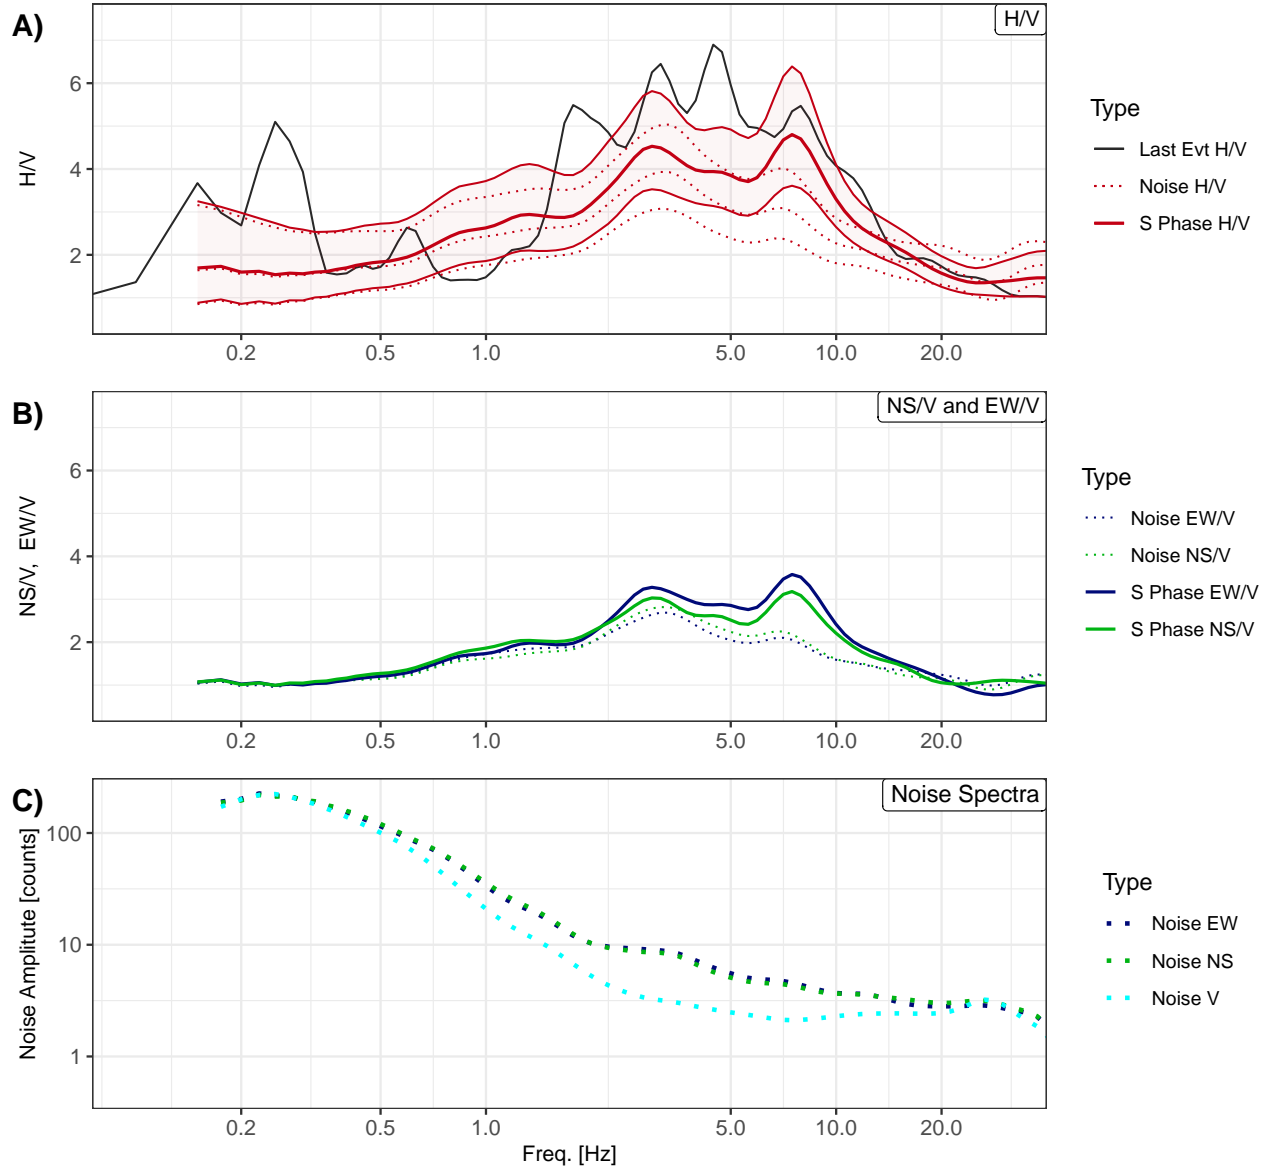 A)
H/V
H/V
6
4
2
0.2 0.5 1.0 5.0 10.0 20.0
Type
Last Evt H/V
Noise H/V
S Phase H/V
B)
NS/V and EW/V
NS/V, EW/V
6
4
2
0.2 0.5 1.0 5.0 10.0 20.0
Type
Noise EW/V
Noise NS/V
S Phase EW/V
S Phase NS/V
C)
Noise Spectra
Noise Amplitute [counts]
100
10
1
0.2 0.5 1.0 5.0 10.0 20.0
Freq. [Hz]
Type
Noise EW
Noise NS
Noise V